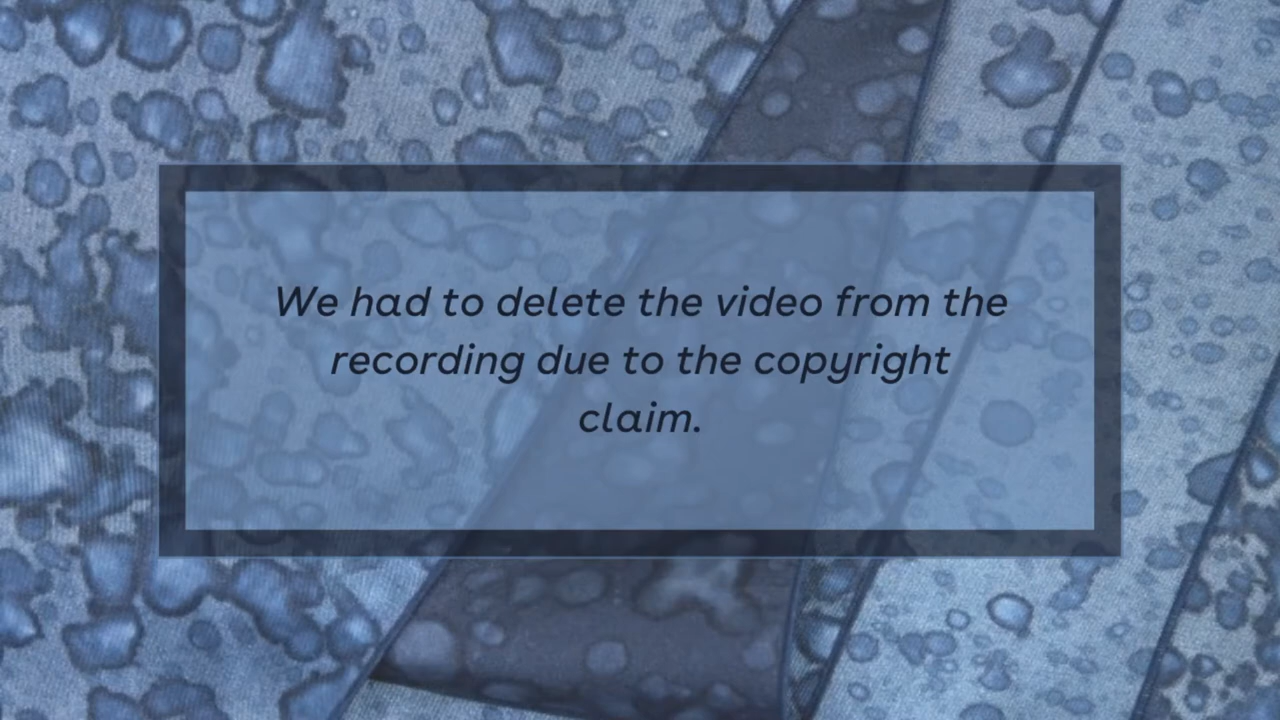 We had to delete the video from the
recording due to the copyright
claim.